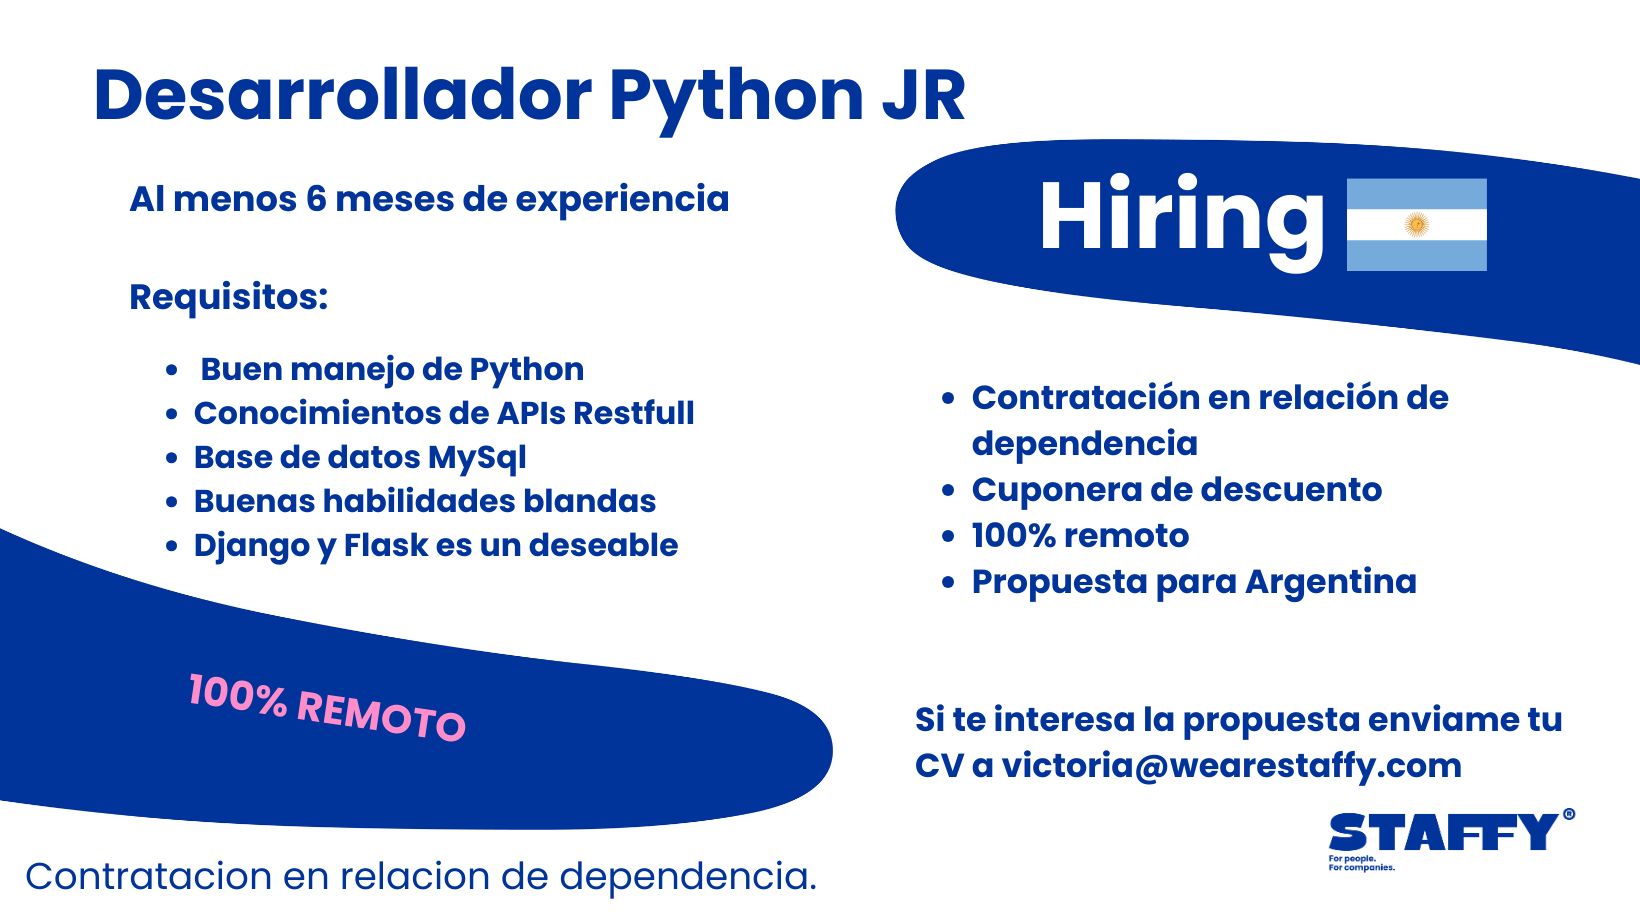 Desarrollador Python JR
Al menos 6 meses de experiencia
Requisitos:
• Buen manejo de Python
• Conocimientos de APIs Restfull
• Base de datos MySql
• Buenas habilidades blandas
• Django y Flask es un deseable
100% REMOTO
Contratacion en relacion de dependencia.
Hiring
• Contratación en relación de
dependencia
• Cuponera de descuento
• 100% remoto
• Propuesta para Argentina
Si te interesa la propuesta enviame tu
CV a victoria@wearestaffy.com
STAFFY®
For people.
For companies.